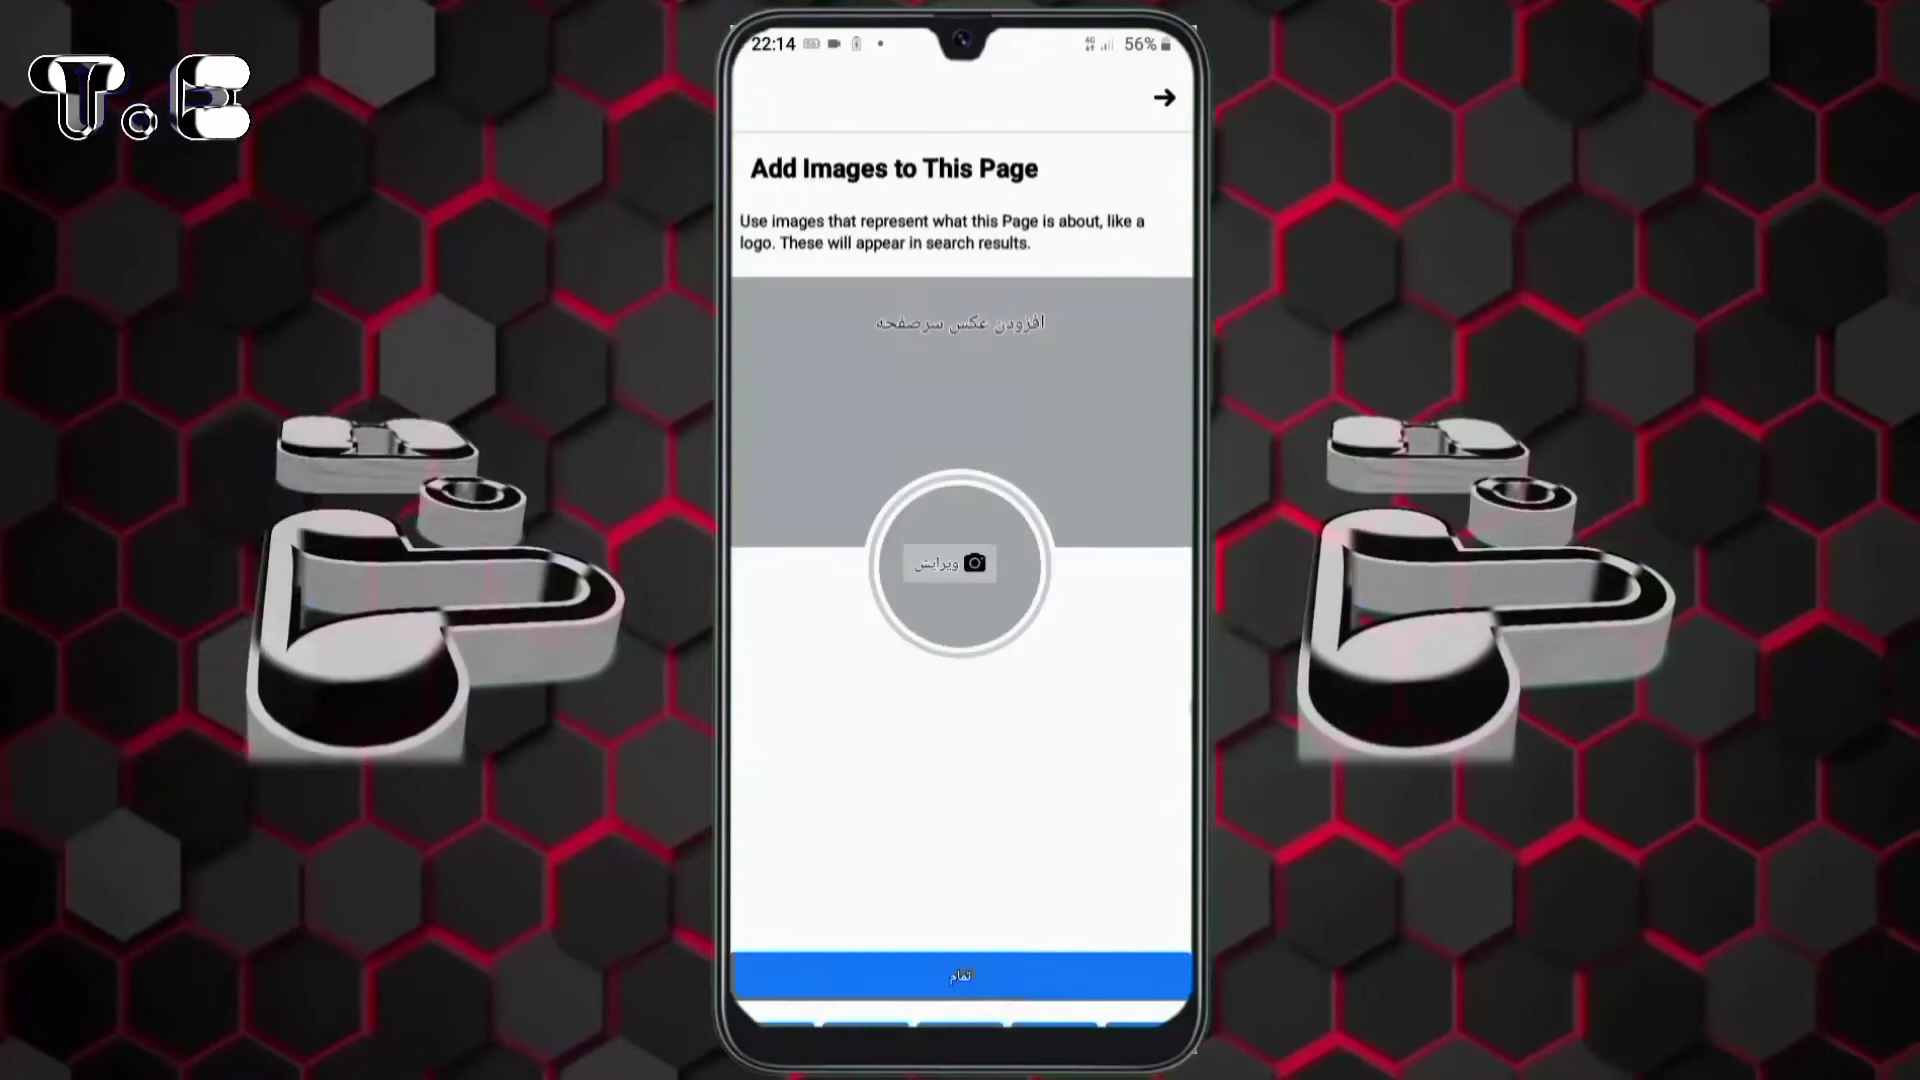 T.E
22:14
4G
56%
Add Images to This Page
Use images that represent what this Page is about, like a
logo. These will appear in search results.
افزودن عکس سرصفحه
ویرایش
تمام
T.E
T.E